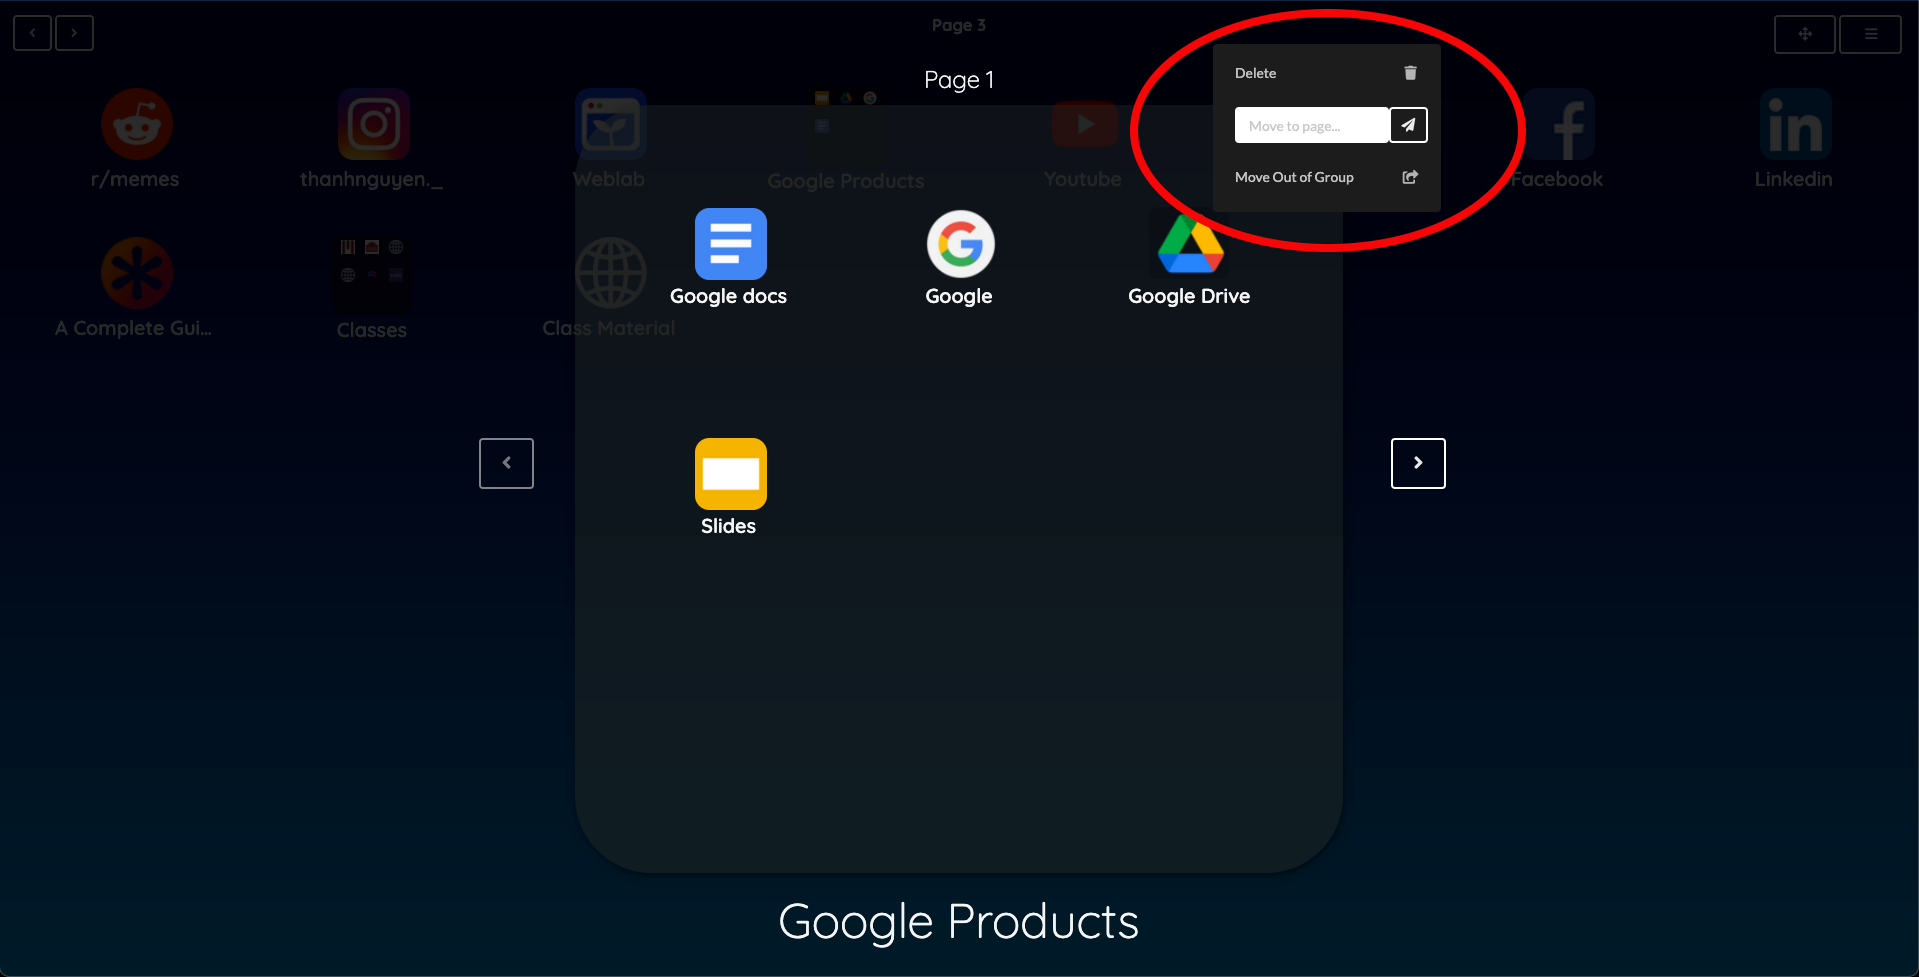 Page 3
Page 1
Delete
Move to page...
Move Out of Group
r/memes
thanhnguyen._
Weblab
Google Products
Youtube
Facebook
Linkedin
Google docs
Google
Google Drive
A Complete Gui...
Classes
Class Material
Slides
Google Products